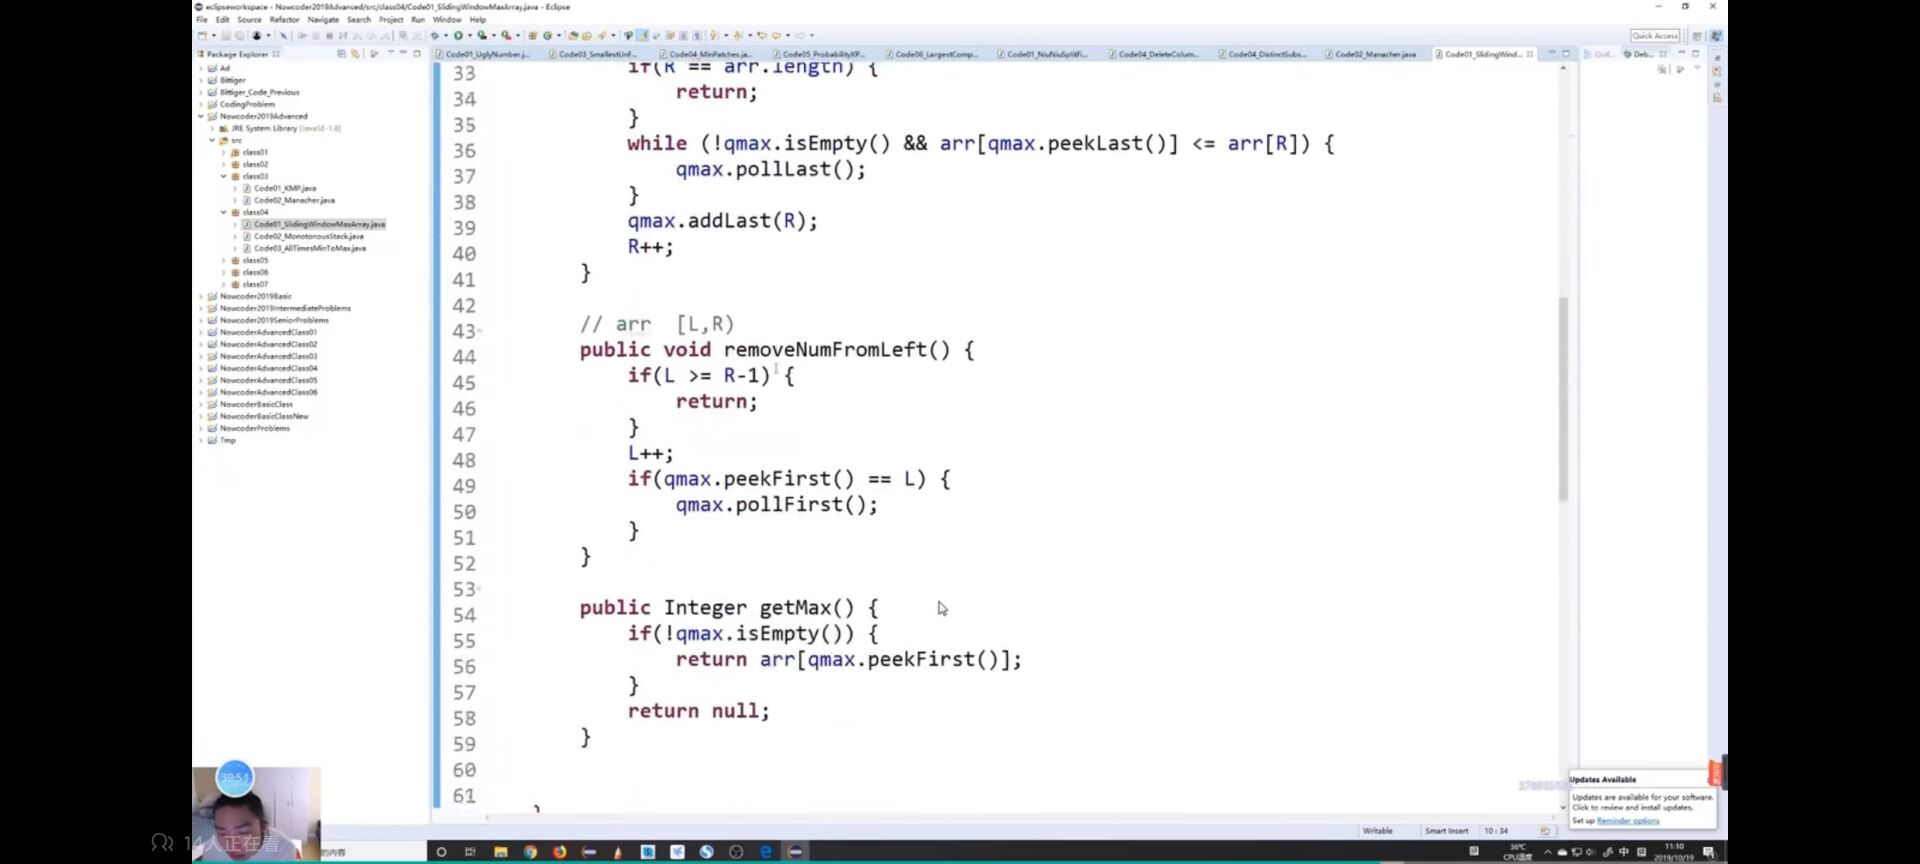 eclipseworkspace - Nowcoder2019Advanced/src/class04/Code01_SlidingWindowMaxArray.java - Eclipse
File Edit Source Refactor Navigate Search Project Run Window Help
Quick Access
Package Explorer
Code01_UglyNumber.j...
Code03_SmallestUnf...
Code04_MinPatches.ja...
Code05_ProbabilityXP...
Code06_LargestComp...
Code01_NiuNiuSplitFi...
Code04_DeleteColum...
Code04_DistinctSubs...
Code02_Manacher.java
Code01_SlidingWind...
Outl...
Deb...
Ad
Bittiger
Bittiger_Code_Previous
CodingProblem
Nowcoder2019Advanced
JRE System Library [JavaSE-1.8]
src
class01
class02
class03
Code01_KMP.java
Code02_Manacher.java
class04
Code01_SlidingWindowMaxArray.java
Code02_MonotonousStack.java
Code03_AllTimesMinToMax.java
class05
class06
class07
Nowcoder2019Basic
Nowcoder2019IntermediateProblems
Nowcoder2019SeniorProblems
NowcoderAdvancedClass01
NowcoderAdvancedClass02
NowcoderAdvancedClass03
NowcoderAdvancedClass04
NowcoderAdvancedClass05
NowcoderAdvancedClass06
NowcoderBasicClass
NowcoderBasicClassNew
NowcoderProblems
Tmp
33 if(R == arr.length) {
34 return;
35 }
36 while (!qmax.isEmpty() && arr[qmax.peekLast()] <= arr[R]) {
37 qmax.pollLast();
38 }
39 qmax.addLast(R);
40 R++;
41 }
42
43 // arr [L,R)
44 public void removeNumFromLeft() {
45 if(L >= R-1) {
46 return;
47 }
48 L++;
49 if(qmax.peekFirst() == L) {
50 qmax.pollFirst();
51 }
52 }
53
54 public Integer getMax() {
55 if(!qmax.isEmpty()) {
56 return arr[qmax.peekFirst()];
57 }
58 return null;
59 }
60
61 }
Updates Available
Updates are available for your software.
Click to review and install updates.
Set up Reminder options
Writable Smart Insert 10 : 34
39:54
14人正在看
的内容
36℃
CPU温度
中
11:10
2019/10/19